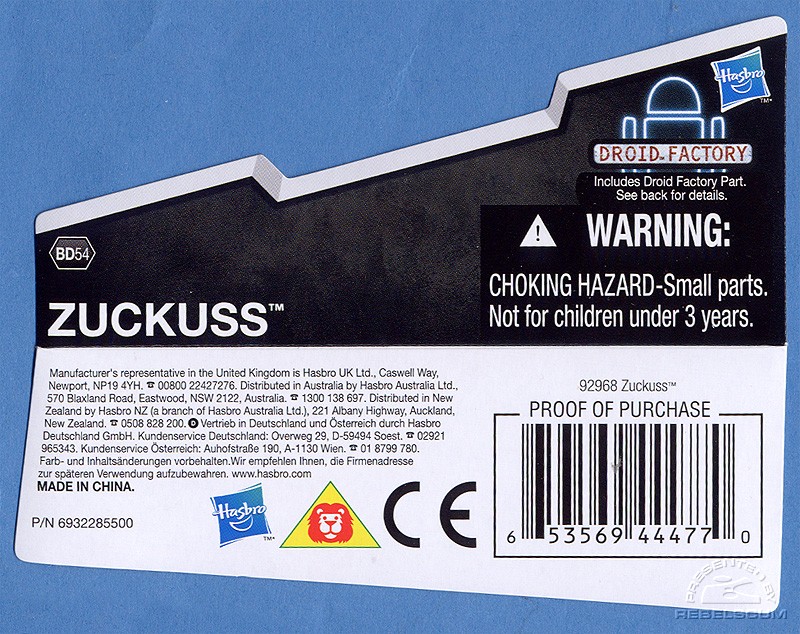 Hasbro
TM
DROID FACTORY
Includes Droid Factory Part.
See back for details.
BD54
ZUCKUSS™
WARNING:
CHOKING HAZARD-Small parts.
Not for children under 3 years.
Manufacturer's representative in the United Kingdom is Hasbro UK Ltd., Caswell Way,
Newport, NP19 4YH. ☎ 00800 22427276. Distributed in Australia by Hasbro Australia Ltd.,
570 Blaxland Road, Eastwood, NSW 2122, Australia. ☎ 1300 138 697. Distributed in New
Zealand by Hasbro NZ (a branch of Hasbro Australia Ltd.), 221 Albany Highway, Auckland,
New Zealand. ☎ 0508 828 200. D Vertrieb in Deutschland und Österreich durch Hasbro
Deutschland GmbH. Kundenservice Deutschland: Overweg 29, D-59494 Soest. ☎ 02921
965343. Kundenservice Österreich: Auhofstraße 190, A-1130 Wien. ☎ 01 8799 780.
Farb- und Inhaltsänderungen vorbehalten.Wir empfehlen Ihnen, die Firmenadresse
zur späteren Verwendung aufzubewahren. www.hasbro.com
MADE IN CHINA.
P/N 6932285500
Hasbro
TM
CE
92968 Zuckuss™
PROOF OF PURCHASE
6 53569 44477 0
PRESENTED BY
REBELSCUM